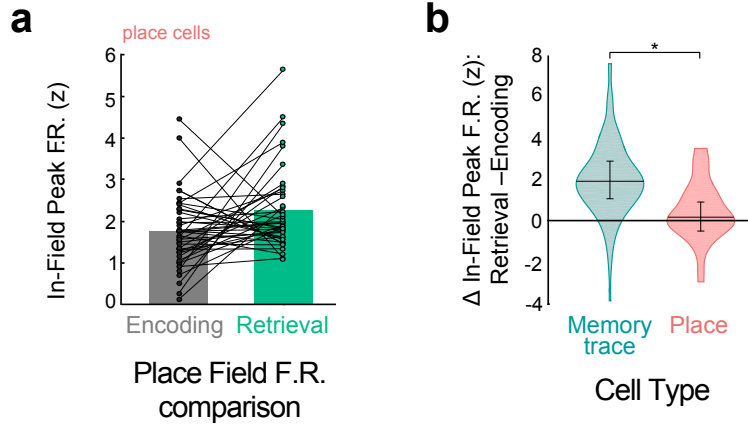 a
place cells
In-Field Peak F.R. (z)
6
5
4
3
2
1
0
Encoding
Retrieval
Place Field F.R.
comparison
b
Δ In-Field Peak F.R. (z):
Retrieval –Encoding
8
6
4
2
0
-2
-4
*
Memory
trace
Place
Cell Type